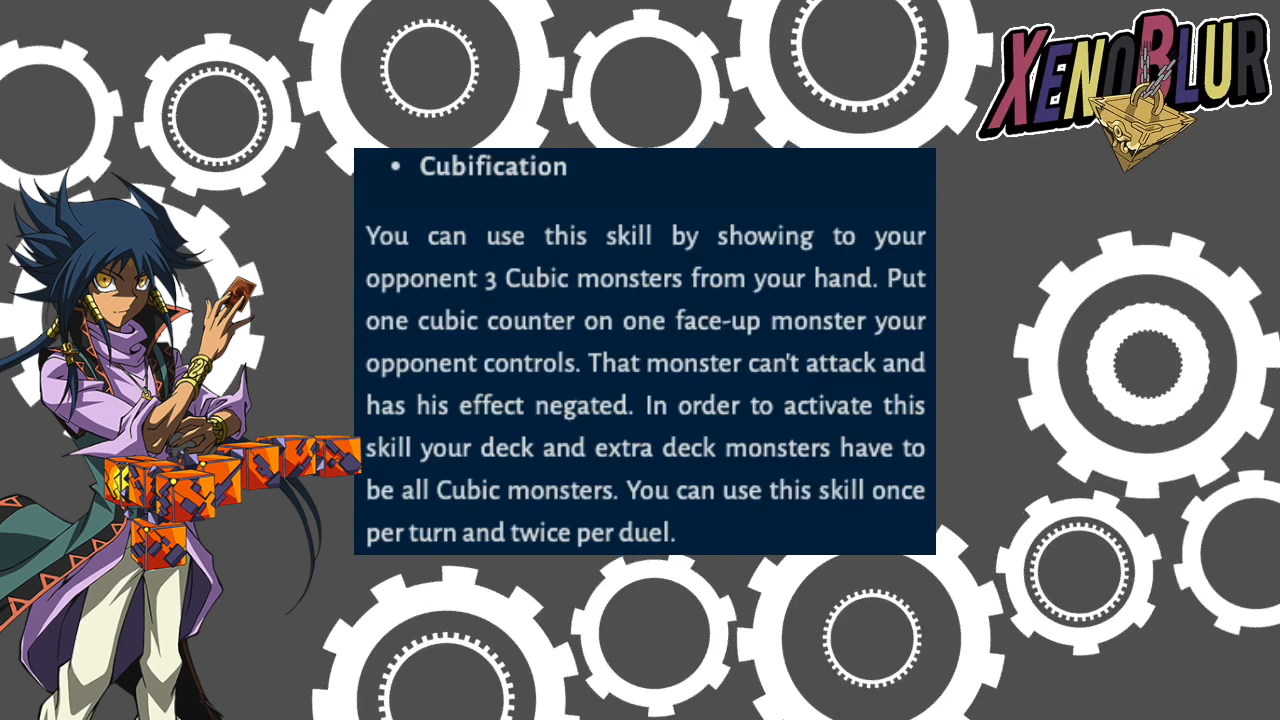 XENOBLUR
• Cubification
You can use this skill by showing to your
opponent 3 Cubic monsters from your hand. Put
one cubic counter on one face-up monster your
opponent controls. That monster can't attack and
has his effect negated. In order to activate this
skill your deck and extra deck monsters have to
be all Cubic monsters. You can use this skill once
per turn and twice per duel.